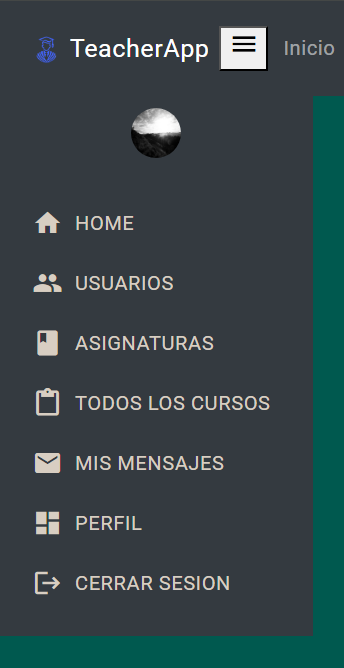 TeacherApp Inicio
HOME
USUARIOS
ASIGNATURAS
TODOS LOS CURSOS
MIS MENSAJES
PERFIL
CERRAR SESION